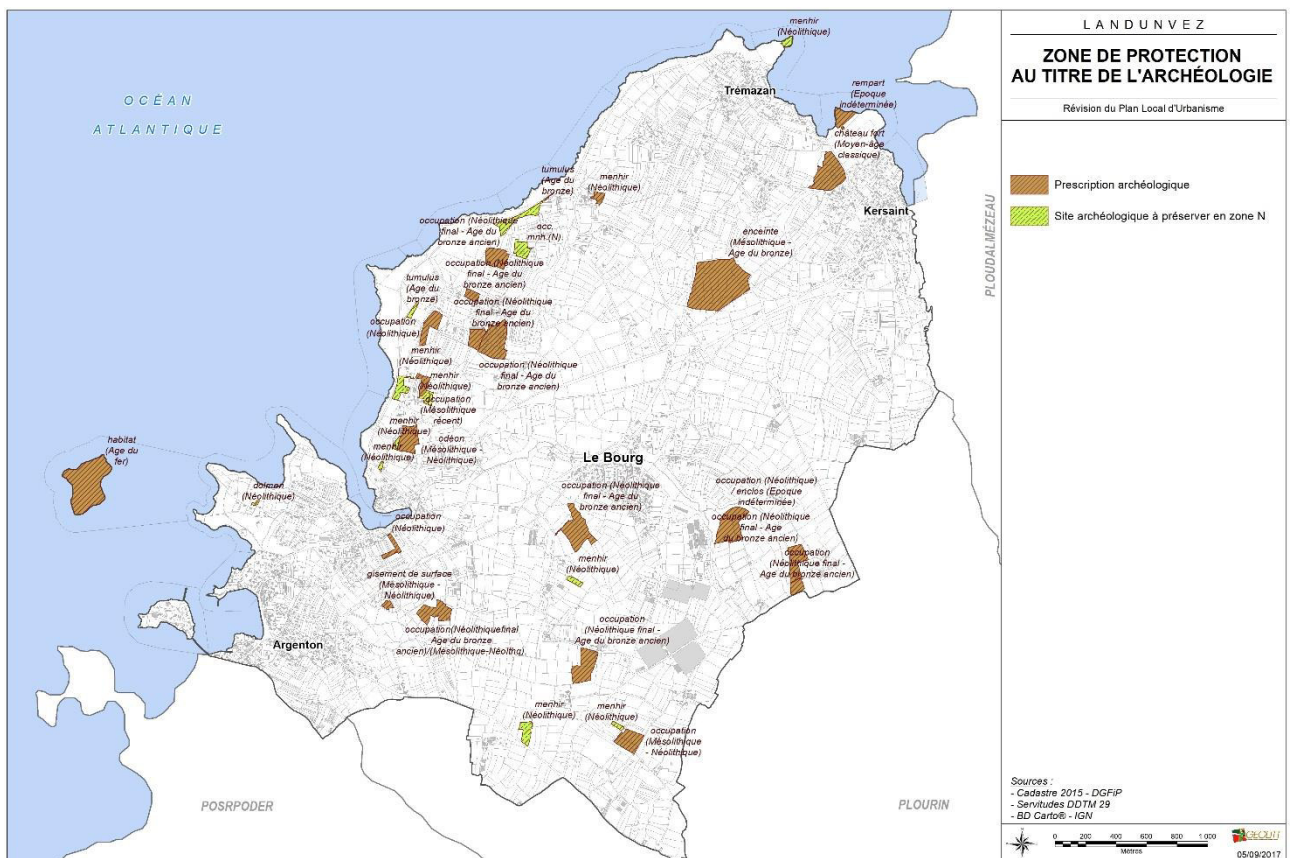 LANDUNVEZ
ZONE DE PROTECTION
AU TITRE DE L'ARCHÉOLOGIE
Révision du Plan Local d'Urbanisme
Prescription archéologique
Site archéologique à préserver en zone N
OCÉAN
ATLANTIQUE
menhir
(Néolithique)
Trémazan
rempart
(Epoque
indéterminée)
château fort
(Moyen-âge
classique)
Kersaint
PLOUDALMÉZEAU
tumulus
(Age du
bronze)
menhir
(Néolithique)
occupation (Néolithique
final - Age du
bronze ancien)
occ.
mnh.(N)
enceinte
(Mésolithique -
Age du bronze)
occupation (Néolithique
final - Age du
bronze ancien)
tumulus
(Age du
bronze)
occupation (Néolithique
final - Age du
bronze ancien)
occupation
(Néolithique)
occupation (Néolithique
final - Age du
bronze ancien)
menhir
(Néolithique)
menhir
(Néolithique)
occupation
(Mésolithique
récent)
menhir
(Néolithique)
odéon
(Mésolithique -
Néolithique)
menhir
(Néolithique)
habitat
(Age du
fer)
dolmen
(Néolithique)
Le Bourg
occupation (Néolithique
final - Age du
bronze ancien)
occupation (Néolithique)
/ enclos (Epoque
indéterminée)
occupation (Néolithique
final - Age
du bronze ancien)
occupation
(Néolithique final -
Age du bronze ancien)
occupation
(Néolithique)
menhir
(Néolithique)
gisement de surface
(Mésolithique -
Néolithique)
occupation(Néolithiquefinal
Age du bronze
ancien)/(Mésolithique-Néolthq)
occupation
(Néolithique final -
Age du bronze ancien)
Argenton
menhir
(Néolithique)
menhir
(Néolithique)
occupation
(Mésolithique
- Néolithique)
POSRPODER
PLOURIN
Sources :
- Cadastre 2015 - DGFiP
- Servitudes DDTM 29
- BD Carto® - IGN
0 200 400 600 800 1 000
Mètres
GEOLITT
05/09/2017